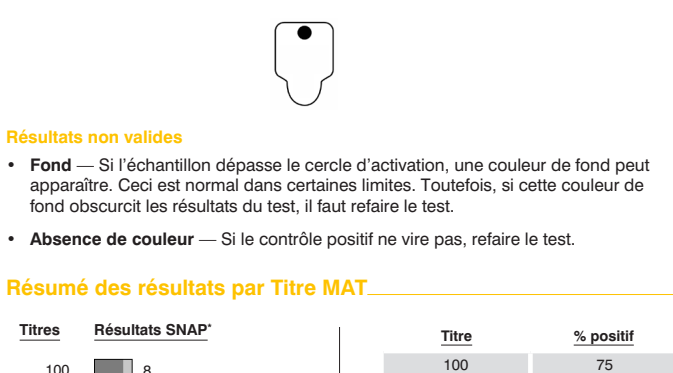 Résultats non valides
• Fond — Si l'échantillon dépasse le cercle d'activation, une couleur de fond peut
apparaître. Ceci est normal dans certaines limites. Toutefois, si cette couleur de
fond obscurcit les résultats du test, il faut refaire le test.
• Absence de couleur — Si le contrôle positif ne vire pas, refaire le test.
Résumé des résultats par Titre MAT
Titres Résultats SNAP*
100 8
Titre % positif
100 75